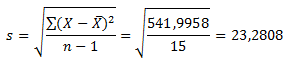 s = √(∑(X − X̄)² / (n − 1)) = √(541,9958 / 15) = 23,2808